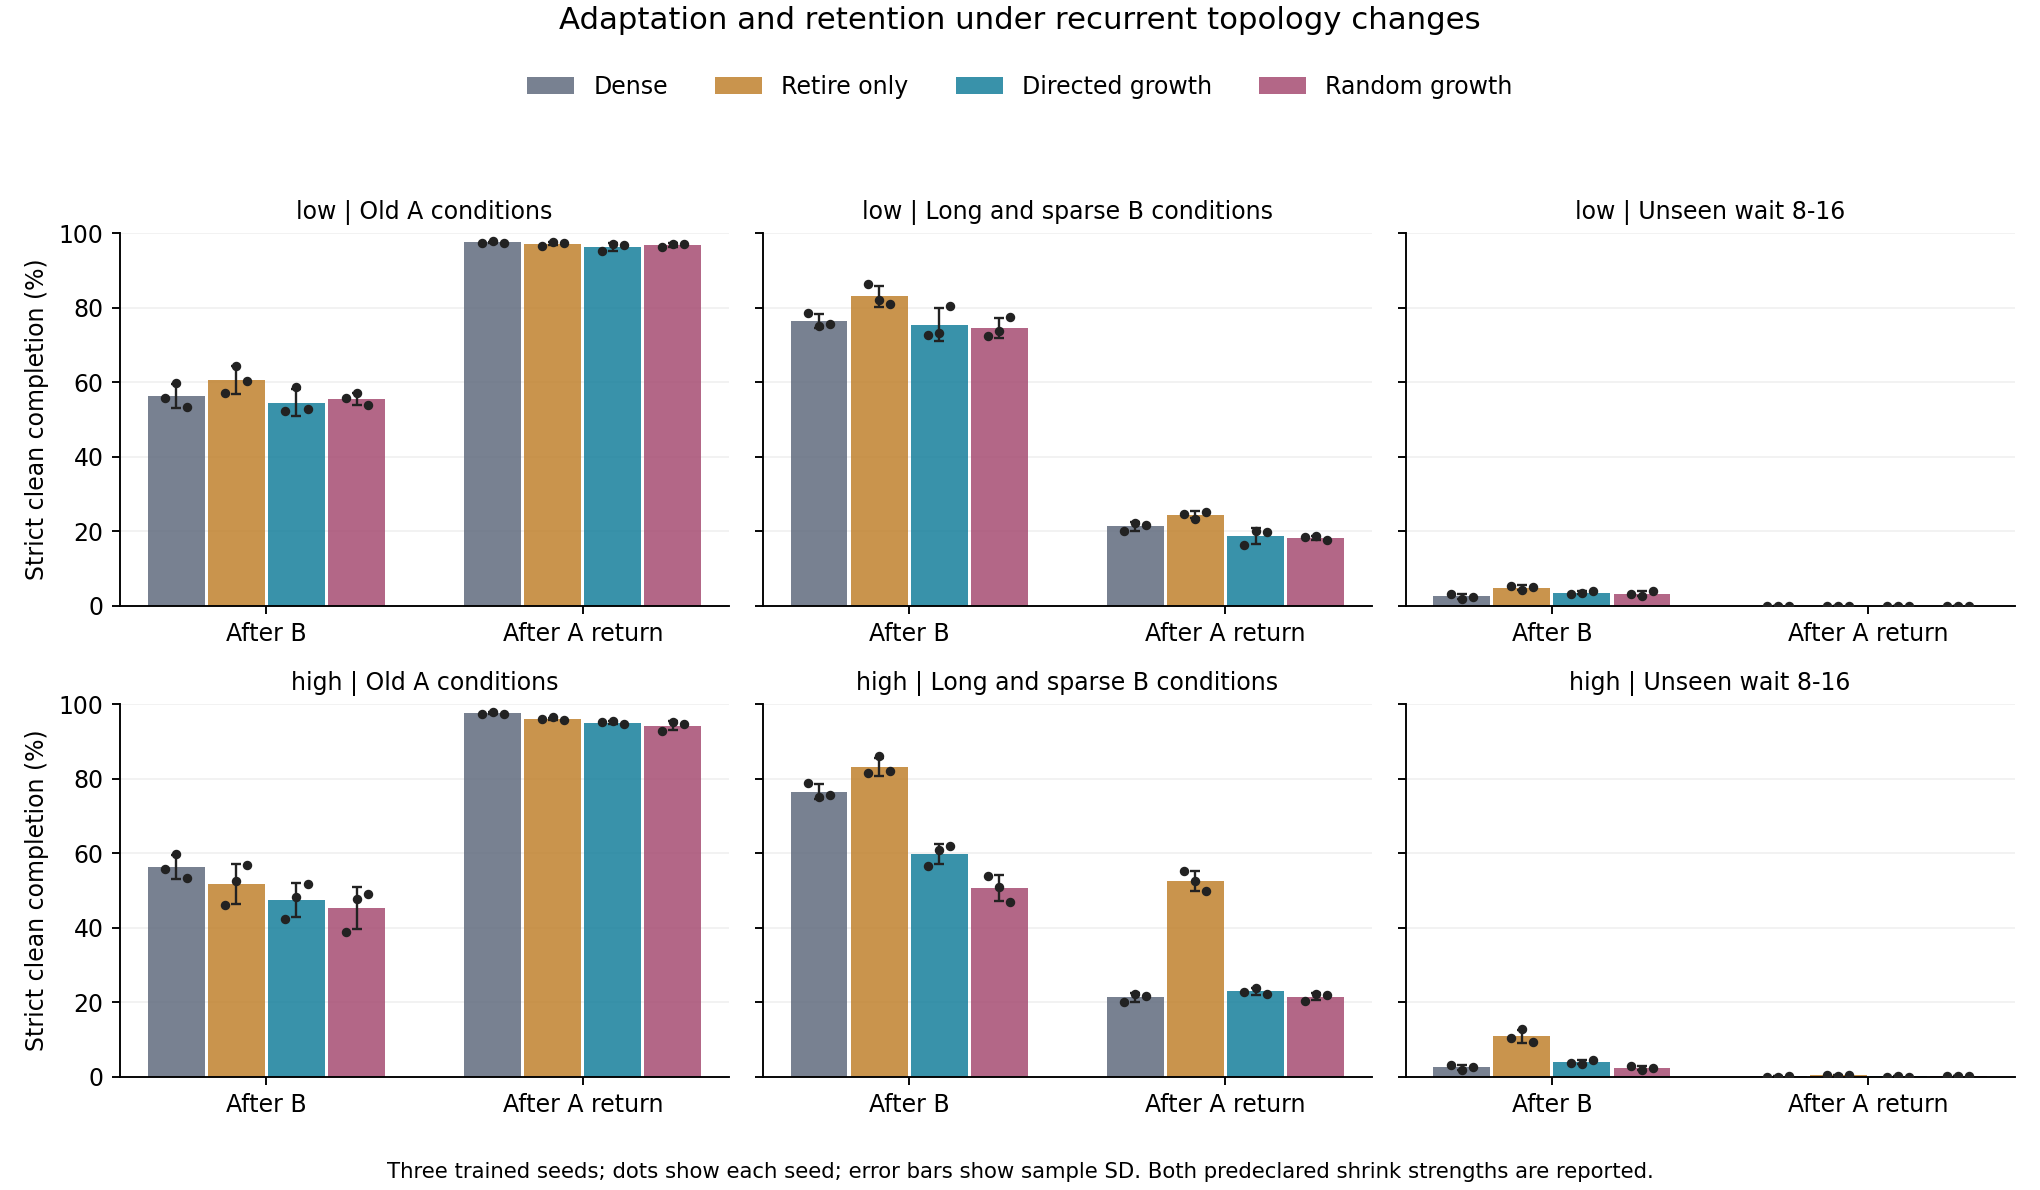 Adaptation and retention under recurrent topology changes
Dense Retire only Directed growth Random growth
low | Old A conditions
Strict clean completion (%)
100
80
60
40
20
0
After B After A return
low | Long and sparse B conditions
After B After A return
low | Unseen wait 8-16
After B After A return
high | Old A conditions
Strict clean completion (%)
100
80
60
40
20
0
After B After A return
high | Long and sparse B conditions
After B After A return
high | Unseen wait 8-16
After B After A return
Three trained seeds; dots show each seed; error bars show sample SD. Both predeclared shrink strengths are reported.